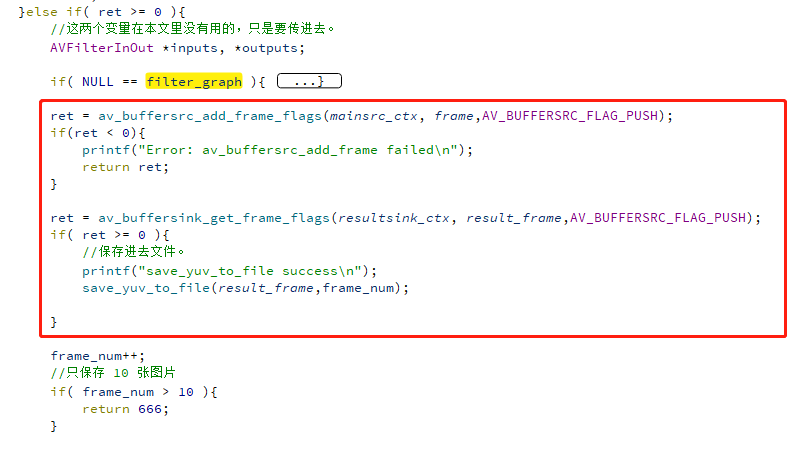 }else if( ret >= 0 ){
//这两个变量在本文里没有用的，只是要传进去。
AVFilterInOut *inputs, *outputs;
if( NULL == filter_graph ){ ...}
ret = av_buffersrc_add_frame_flags(mainsrc_ctx, frame,AV_BUFFERSRC_FLAG_PUSH);
if(ret < 0){
printf("Error: av_buffersrc_add_frame failed\n");
return ret;
}
ret = av_buffersink_get_frame_flags(resultsink_ctx, result_frame,AV_BUFFERSRC_FLAG_PUSH);
if( ret >= 0 ){
//保存进去文件。
printf("save_yuv_to_file success\n");
save_yuv_to_file(result_frame,frame_num);
}
frame_num++;
//只保存 10 张图片
if( frame_num > 10 ){
return 666;
}